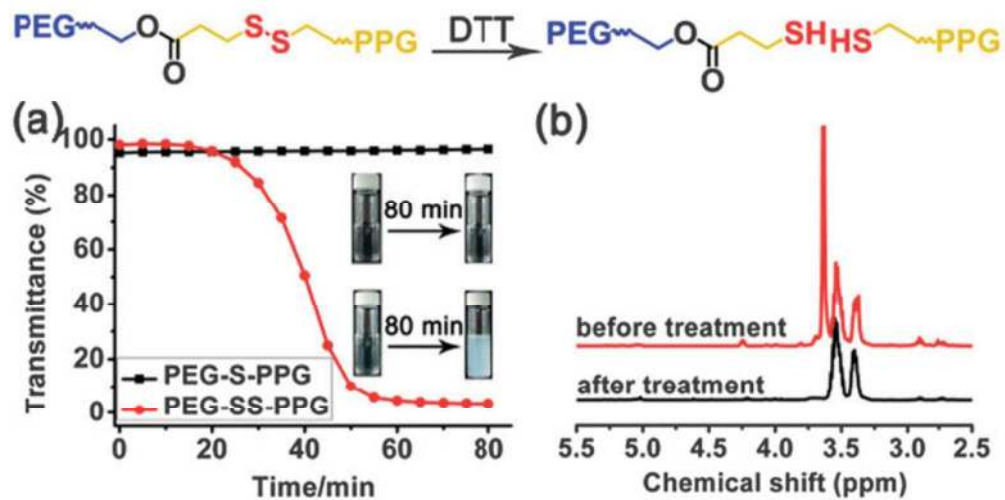 PEG O S S PPG DTT PEG O SH HS PPG
O O
(a) (b)
100
80
60
40
20
0
Transmittance (%)
80 min
80 min
PEG-S-PPG
PEG-SS-PPG
0 20 40 60 80
Time/min
before treatment
after treatment
5.5 5.0 4.5 4.0 3.5 3.0 2.5
Chemical shift (ppm)